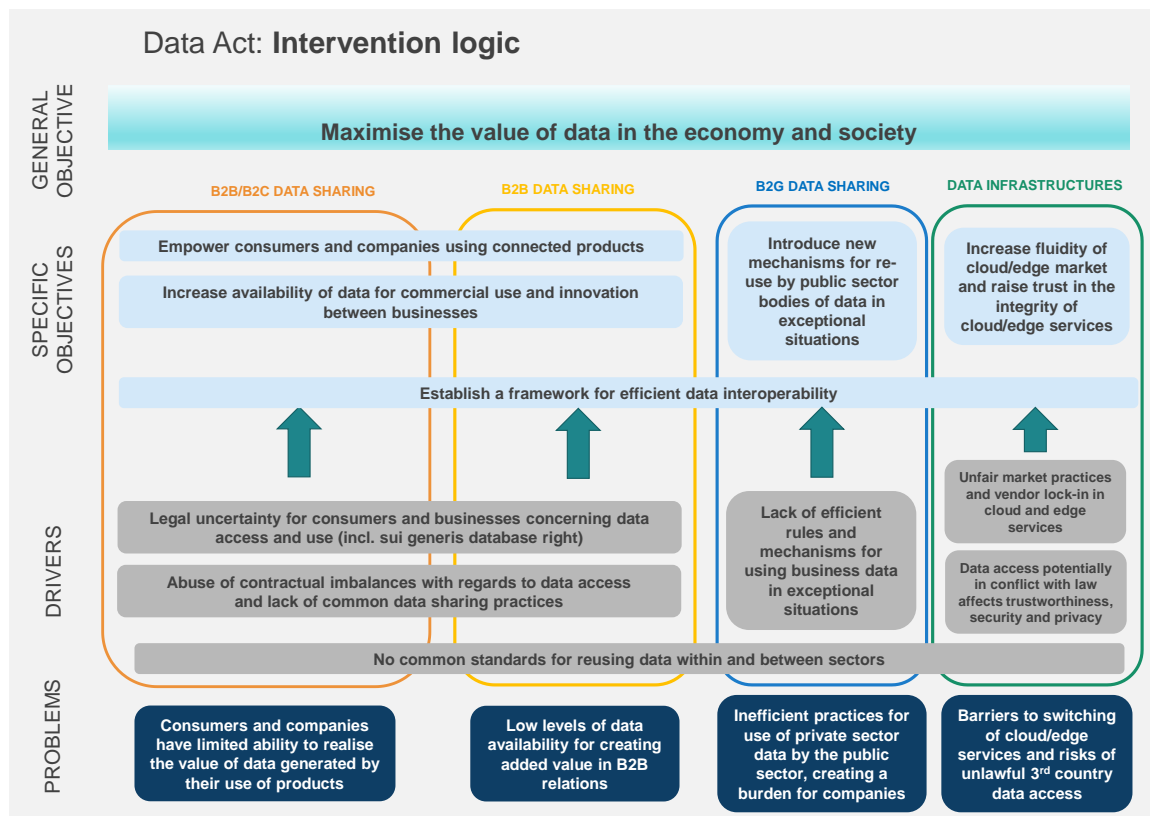 Data Act: Intervention logic
GENERAL
OBJECTIVE
Maximise the value of data in the economy and society
B2B/B2C DATA SHARING
B2B DATA SHARING
B2G DATA SHARING
DATA INFRASTRUCTURES
SPECIFIC
OBJECTIVES
Empower consumers and companies using connected products
Increase availability of data for commercial use and innovation
between businesses
Introduce new
mechanisms for re-
use by public sector
bodies of data in
exceptional
situations
Increase fluidity of
cloud/edge market
and raise trust in the
integrity of
cloud/edge services
Establish a framework for efficient data interoperability
DRIVERS
Legal uncertainty for consumers and businesses concerning data
access and use (incl. sui generis database right)
Abuse of contractual imbalances with regards to data access
and lack of common data sharing practices
Lack of efficient
rules and
mechanisms for
using business data
in exceptional
situations
Unfair market practices
and vendor lock-in in
cloud and edge
services
Data access potentially
in conflict with law
affects trustworthiness,
security and privacy
No common standards for reusing data within and between sectors
PROBLEMS
Consumers and companies
have limited ability to realise
the value of data generated by
their use of products
Low levels of data
availability for creating
added value in B2B
relations
Inefficient practices for
use of private sector
data by the public
sector, creating a
burden for companies
Barriers to switching
of cloud/edge
services and risks of
unlawful 3rd country
data access